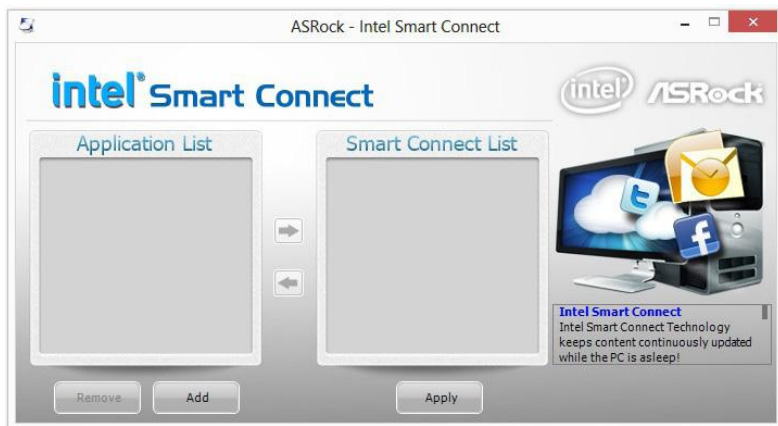 ASRock - Intel Smart Connect
intel® Smart Connect
intel® ASRock
Application List
Smart Connect List
Intel Smart Connect
Intel Smart Connect Technology
keeps content continuously updated
while the PC is asleep!
Remove
Add
Apply